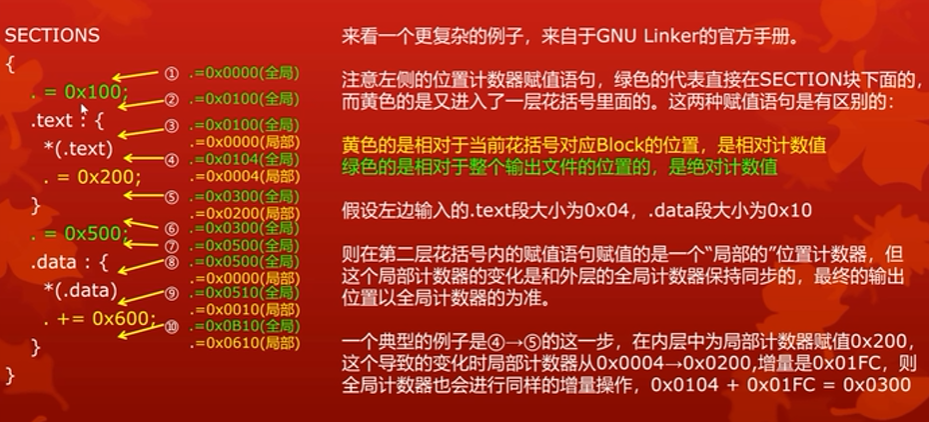 SECTIONS
{
. = 0x100;
.text : {
*(.text)
. = 0x200;
}
. = 0x500;
.data : {
*(.data)
. += 0x600;
}
}
① .=0x0000(全局)
② .=0x0100(全局)
③ .=0x0100(全局)
.=0x0000(局部)
④ .=0x0104(全局)
.=0x0004(局部)
⑤ .=0x0300(全局)
.=0x0200(局部)
⑥ .=0x0300(全局)
⑦ .=0x0500(全局)
⑧ .=0x0500(全局)
.=0x0000(局部)
⑨ .=0x0510(全局)
.=0x0010(局部)
⑩ .=0x0B10(全局)
.=0x0610(局部)
来看一个更复杂的例子，来自于GNU Linker的官方手册。
注意左侧的位置计数器赋值语句，绿色的代表直接在SECTION块下面的，
而黄色的是又进入了一层花括号里面的。这两种赋值语句是有区别的：
黄色的是相对于当前花括号对应Block的位置，是相对计数值
绿色的是相对于整个输出文件的位置的，是绝对计数值
假设左边输入的.text段大小为0x04，.data段大小为0x10
则在第二层花括号内的赋值语句赋值的是一个“局部的”位置计数器，但
这个局部计数器的变化是和外层的全局计数器保持同步的，最终的输出
位置以全局计数器的为准。
一个典型的例子是④→⑤的这一步，在内层中为局部计数器赋值0x200，
这个导致的变化时局部计数器从0x0004→0x0200,增量是0x01FC，则
全局计数器也会进行同样的增量操作，0x0104 + 0x01FC = 0x0300